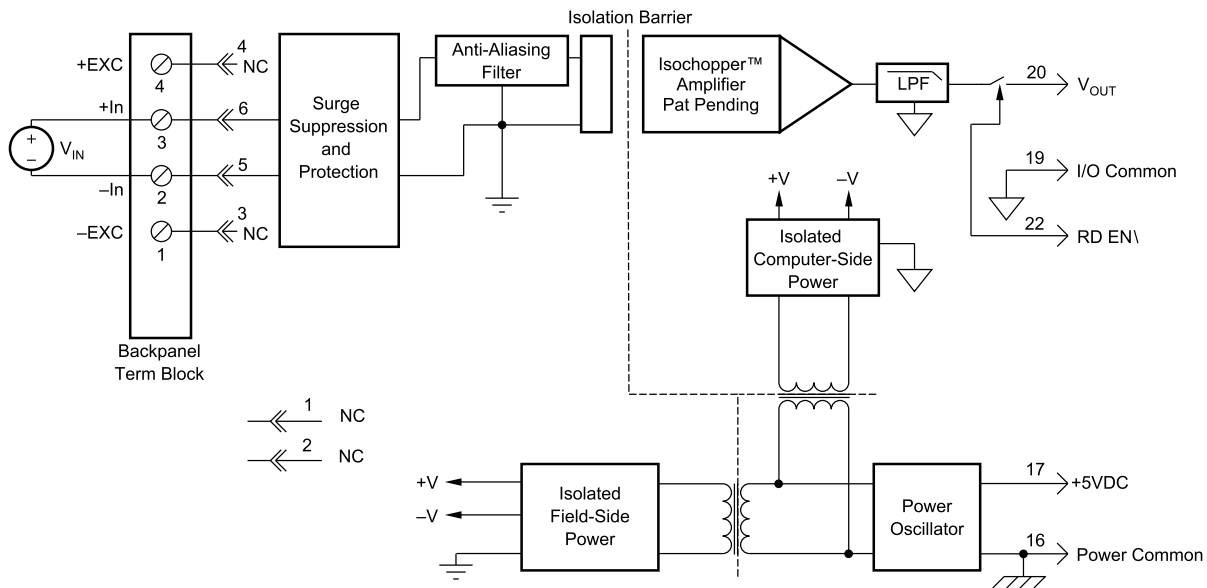 Isolation Barrier
+EXC
4
4
NC
+In
3
6
+
–
V_IN
–In
2
5
–EXC
1
3
NC
Backpanel
Term Block
Surge
Suppression
and
Protection
Anti-Aliasing
Filter
Isochopper™
Amplifier
Pat Pending
LPF
20
V_OUT
19
I/O Common
22
RD EN\
+V
–V
Isolated
Computer-Side
Power
1
NC
2
NC
+V
–V
Isolated
Field-Side
Power
Power
Oscillator
17
+5VDC
16
Power Common